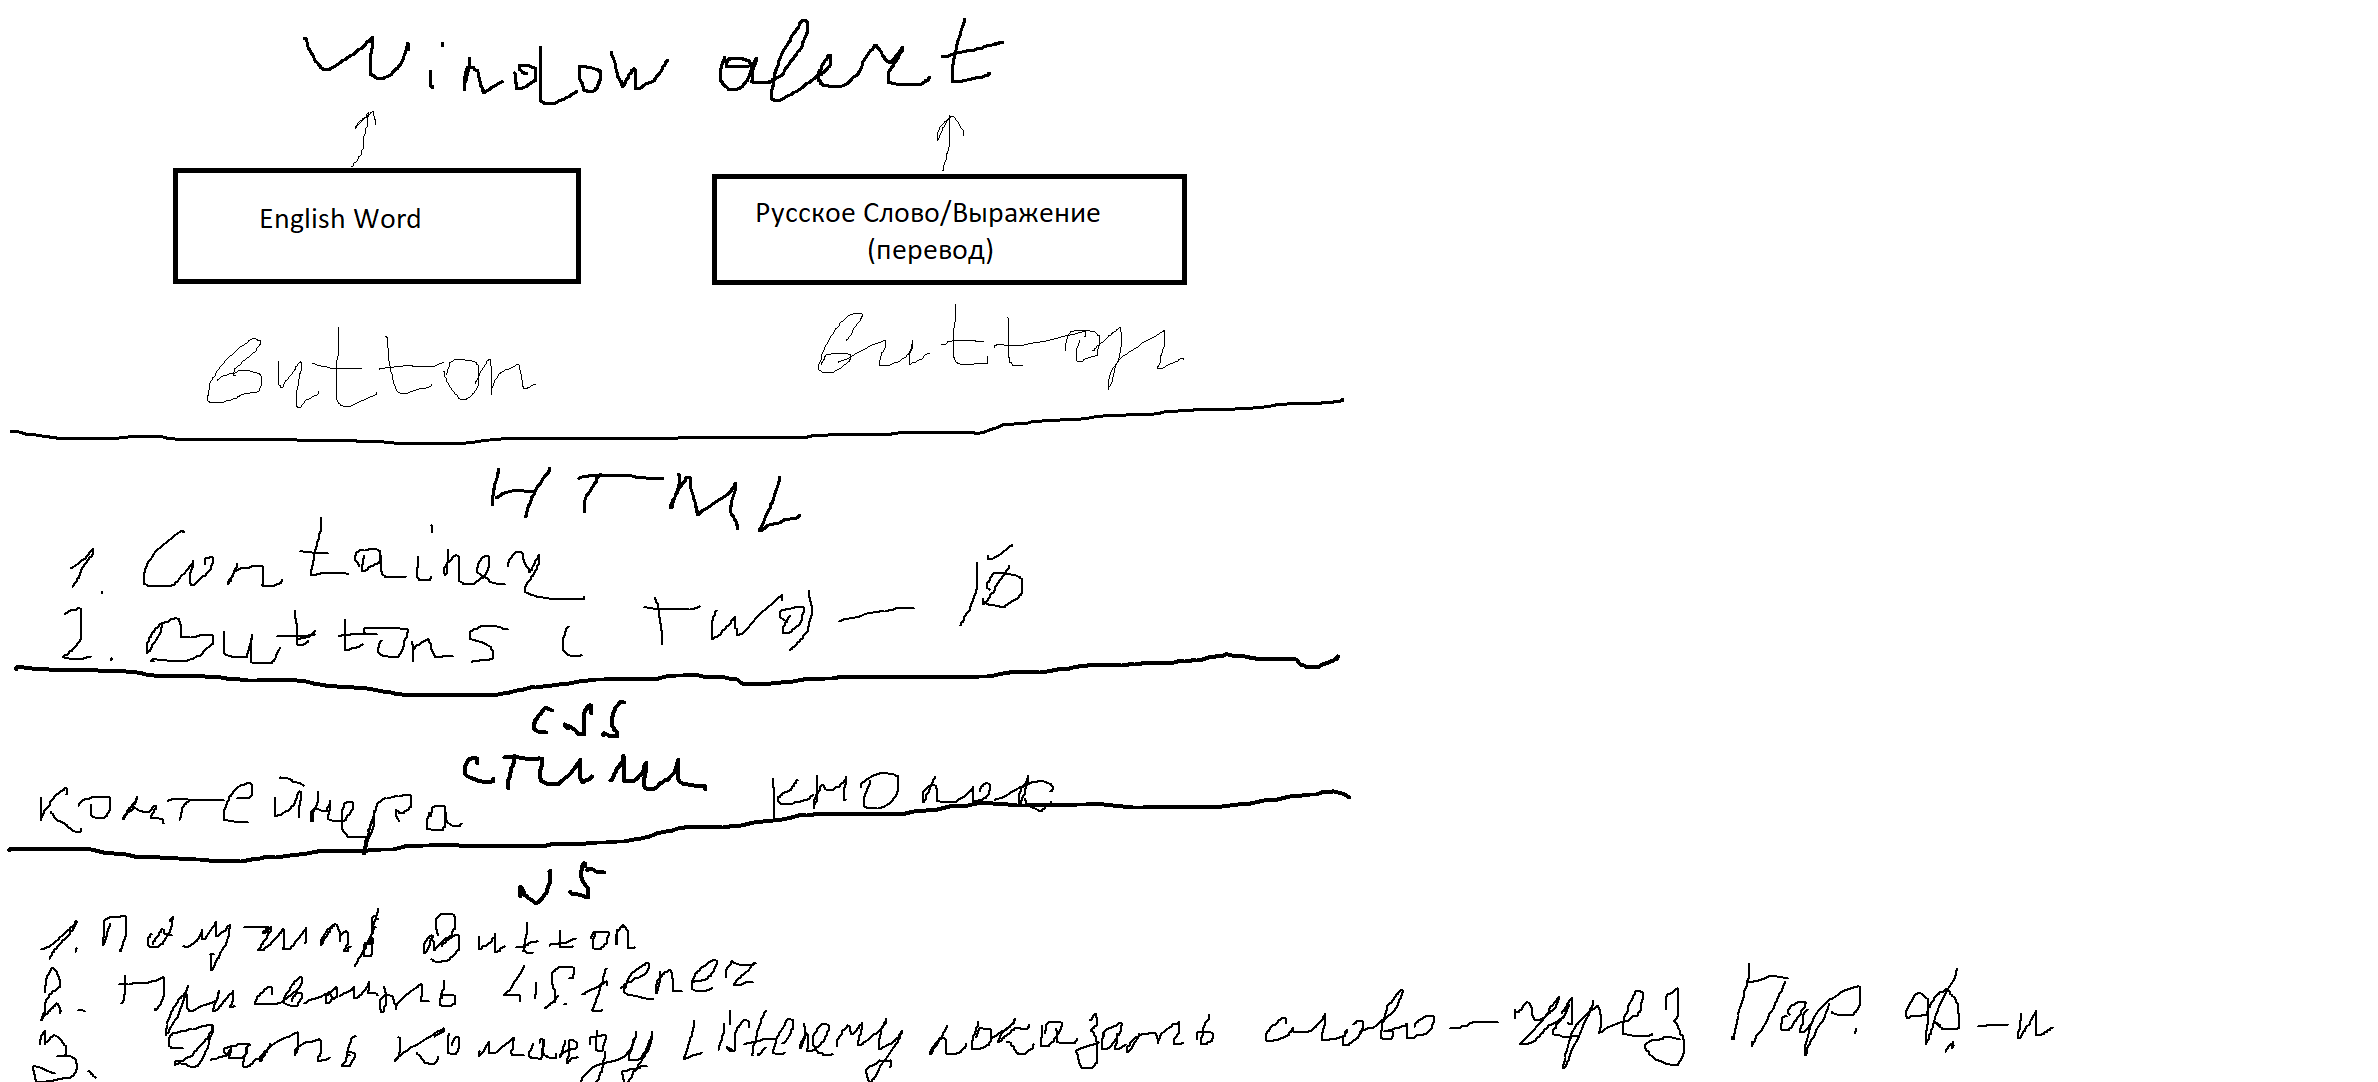 Window alert
English Word
Русское Слово/Выражение
(перевод)
Button Button
HTML
1. Container
2. Buttons (two) —
CSS
стили
контейнера кнопок
JS
1. Получить Button
2. Присвоить Listener
3. Дать команду Listenerу показать слово — через Пар. Ф.-и